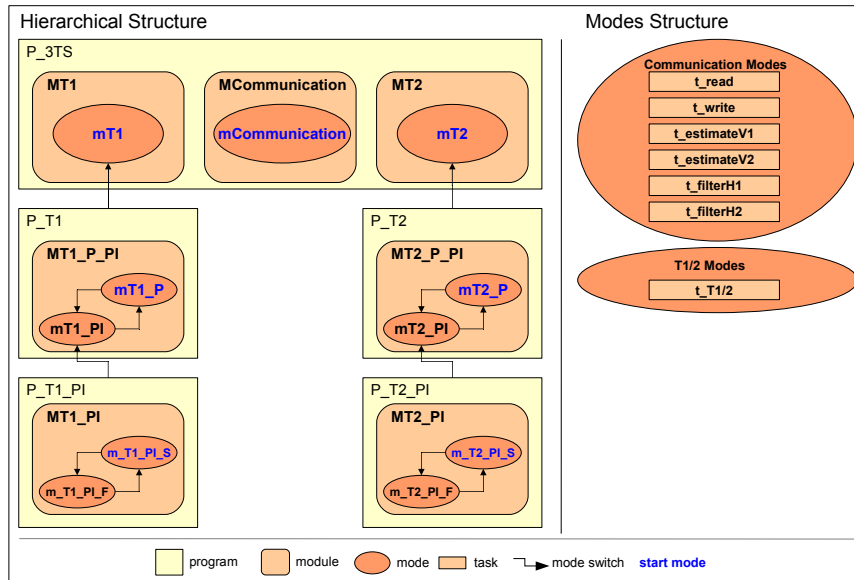 Hierarchical Structure
Modes Structure
P_3TS
MT1
MCommunication
MT2
mT1
mCommunication
mT2
P_T1
MT1_P_PI
mT1_P
mT1_PI
P_T2
MT2_P_PI
mT2_P
mT2_PI
P_T1_PI
MT1_PI
m_T1_PI_S
m_T1_PI_F
P_T2_PI
MT2_PI
m_T2_PI_S
m_T2_PI_F
Communication Modes
t_read
t_write
t_estimateV1
t_estimateV2
t_filterH1
t_filterH2
T1/2 Modes
t_T1/2
program
module
mode
task
mode switch
start mode